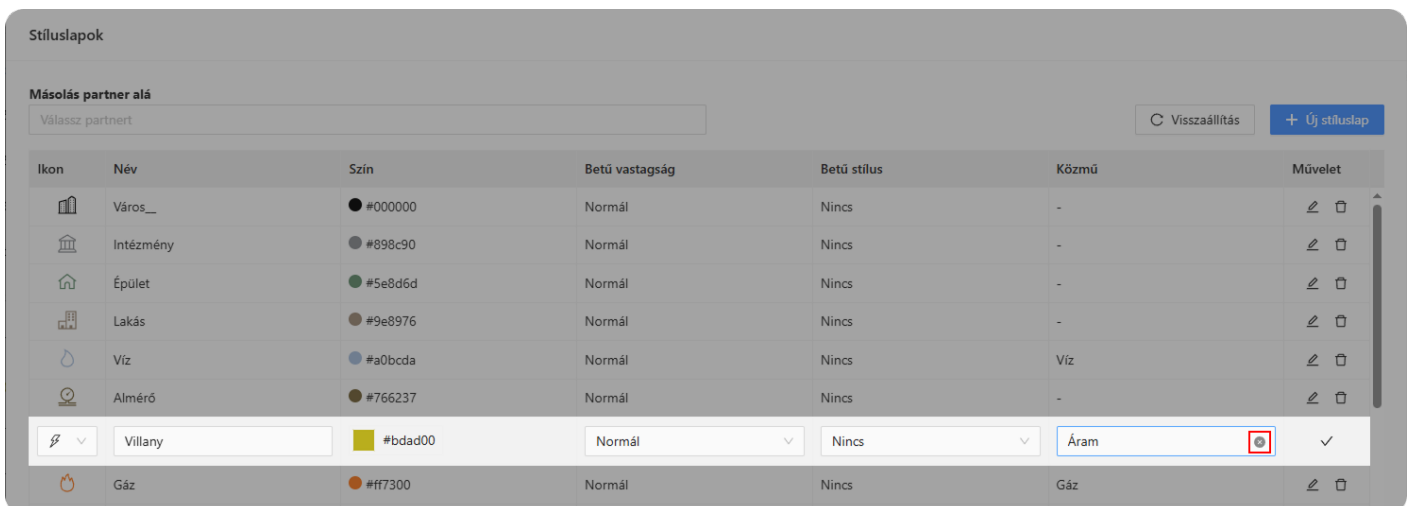 Stíluslapok
Másolás partner alá
Válassz partnert
Visszaállítás
Új stíluslap
Ikon Név Szín Betű vastagság Betű stílus Közmű Művelet
Város__ #000000 Normál Nincs -
Intézmény #898c90 Normál Nincs -
Épület #5e8d6d Normál Nincs -
Lakás #9e8976 Normál Nincs -
Víz #a0bcda Normál Nincs Víz
Almérő #766237 Normál Nincs -
Villany #bdad00 Normál Nincs Áram
Gáz #ff7300 Normál Nincs Gáz